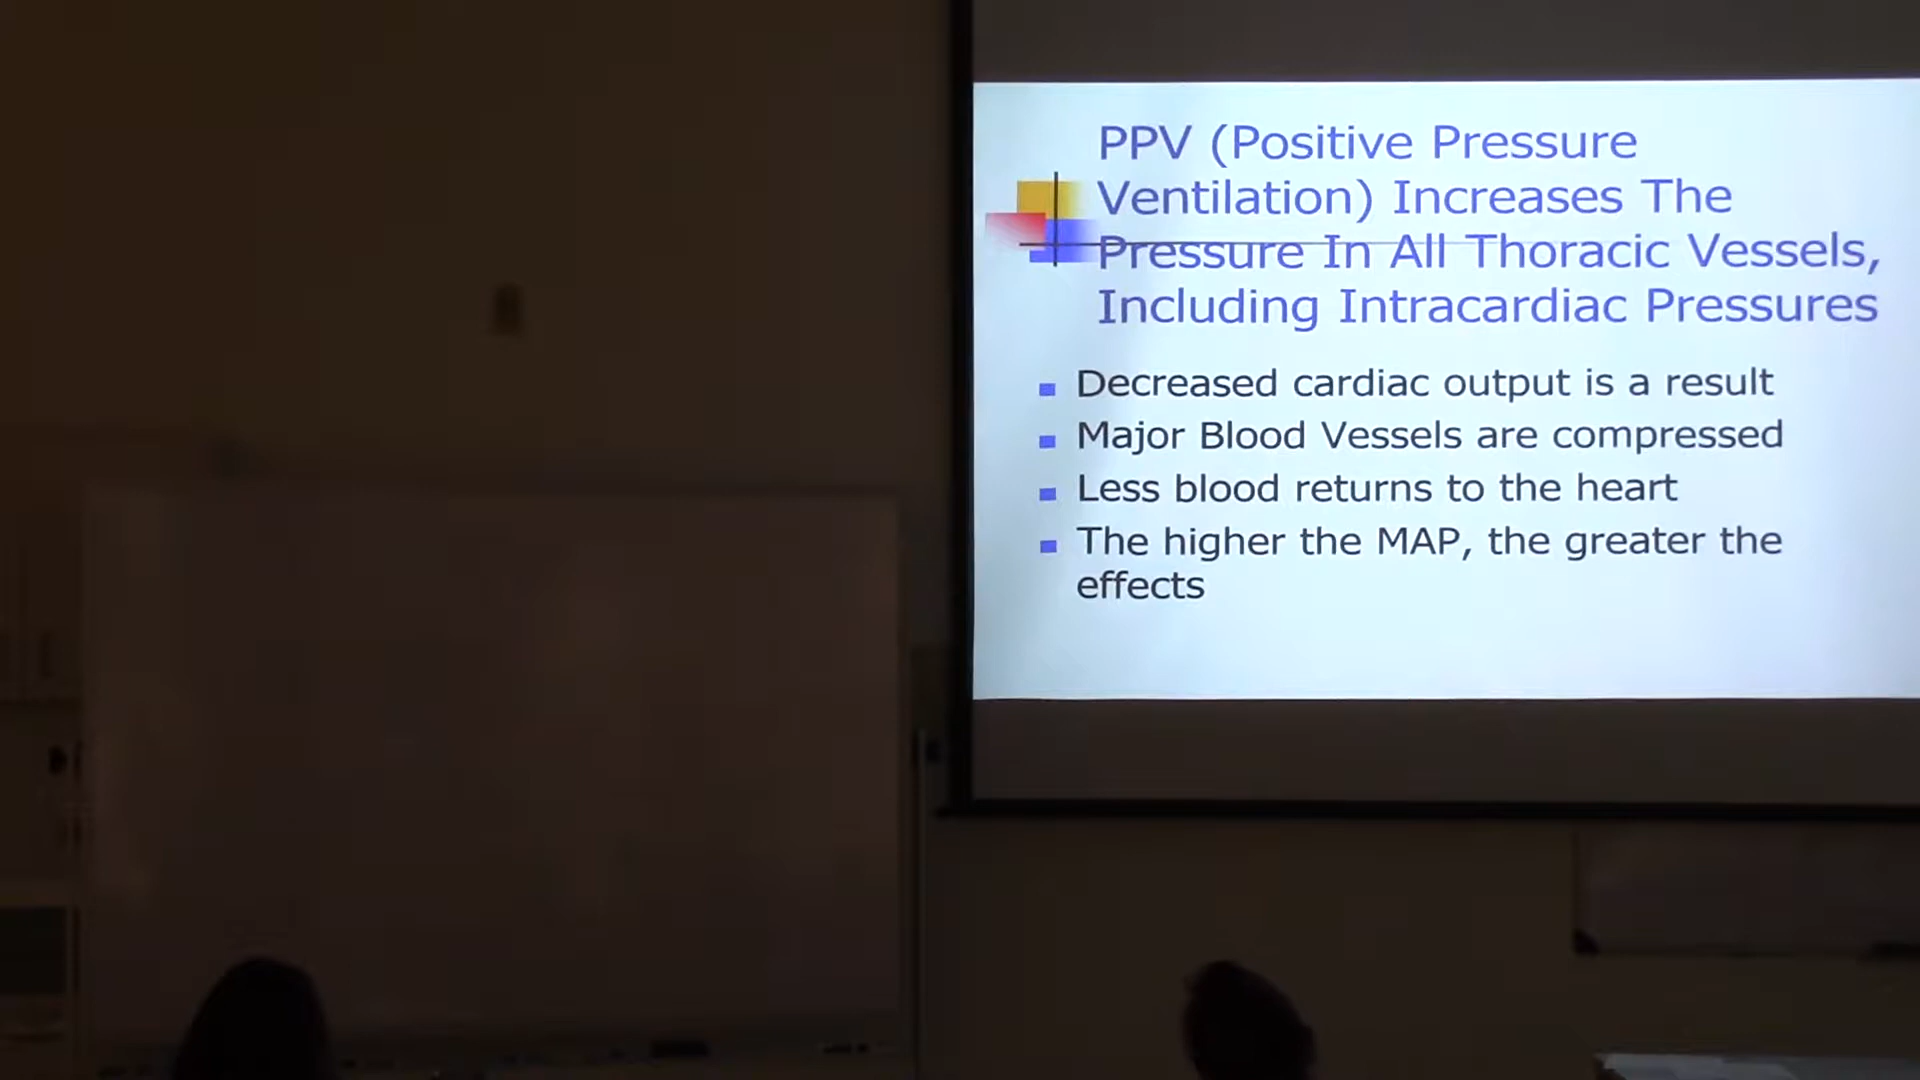 PPV (Positive Pressure
Ventilation) Increases The
Pressure In All Thoracic Vessels,
Including Intracardiac Pressures
Decreased cardiac output is a result
Major Blood Vessels are compressed
Less blood returns to the heart
The higher the MAP, the greater the
effects